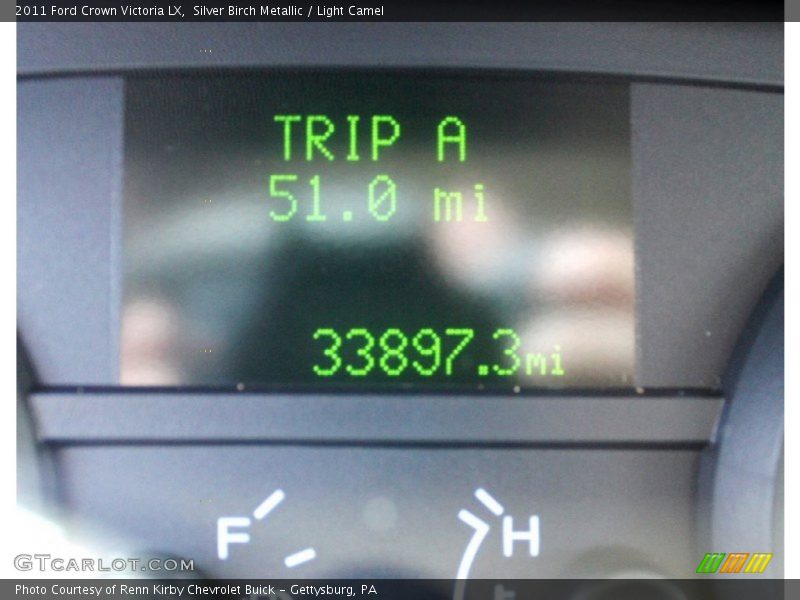 2011 Ford Crown Victoria LX,  Silver Birch Metallic / Light Camel
TRIP A
51.0 mi
33897.3mi
F
H
GTCARLOT.COM
Photo Courtesy of Renn Kirby Chevrolet Buick - Gettysburg, PA